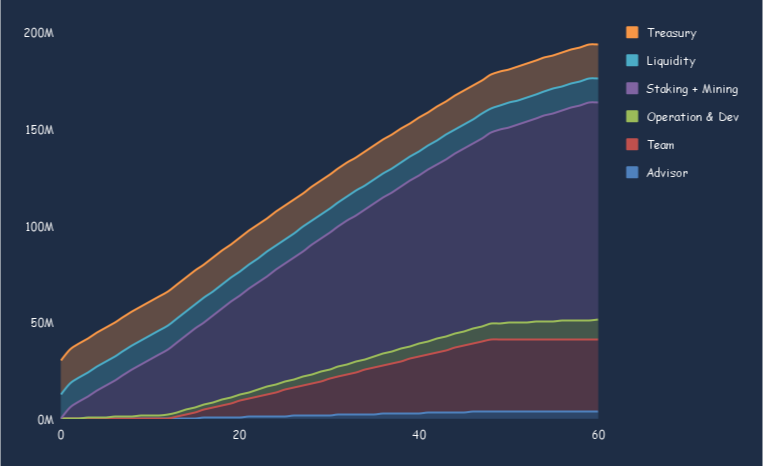 200M
150M
100M
50M
0M
0
20
40
60
Treasury
Liquidity
Staking + Mining
Operation & Dev
Team
Advisor